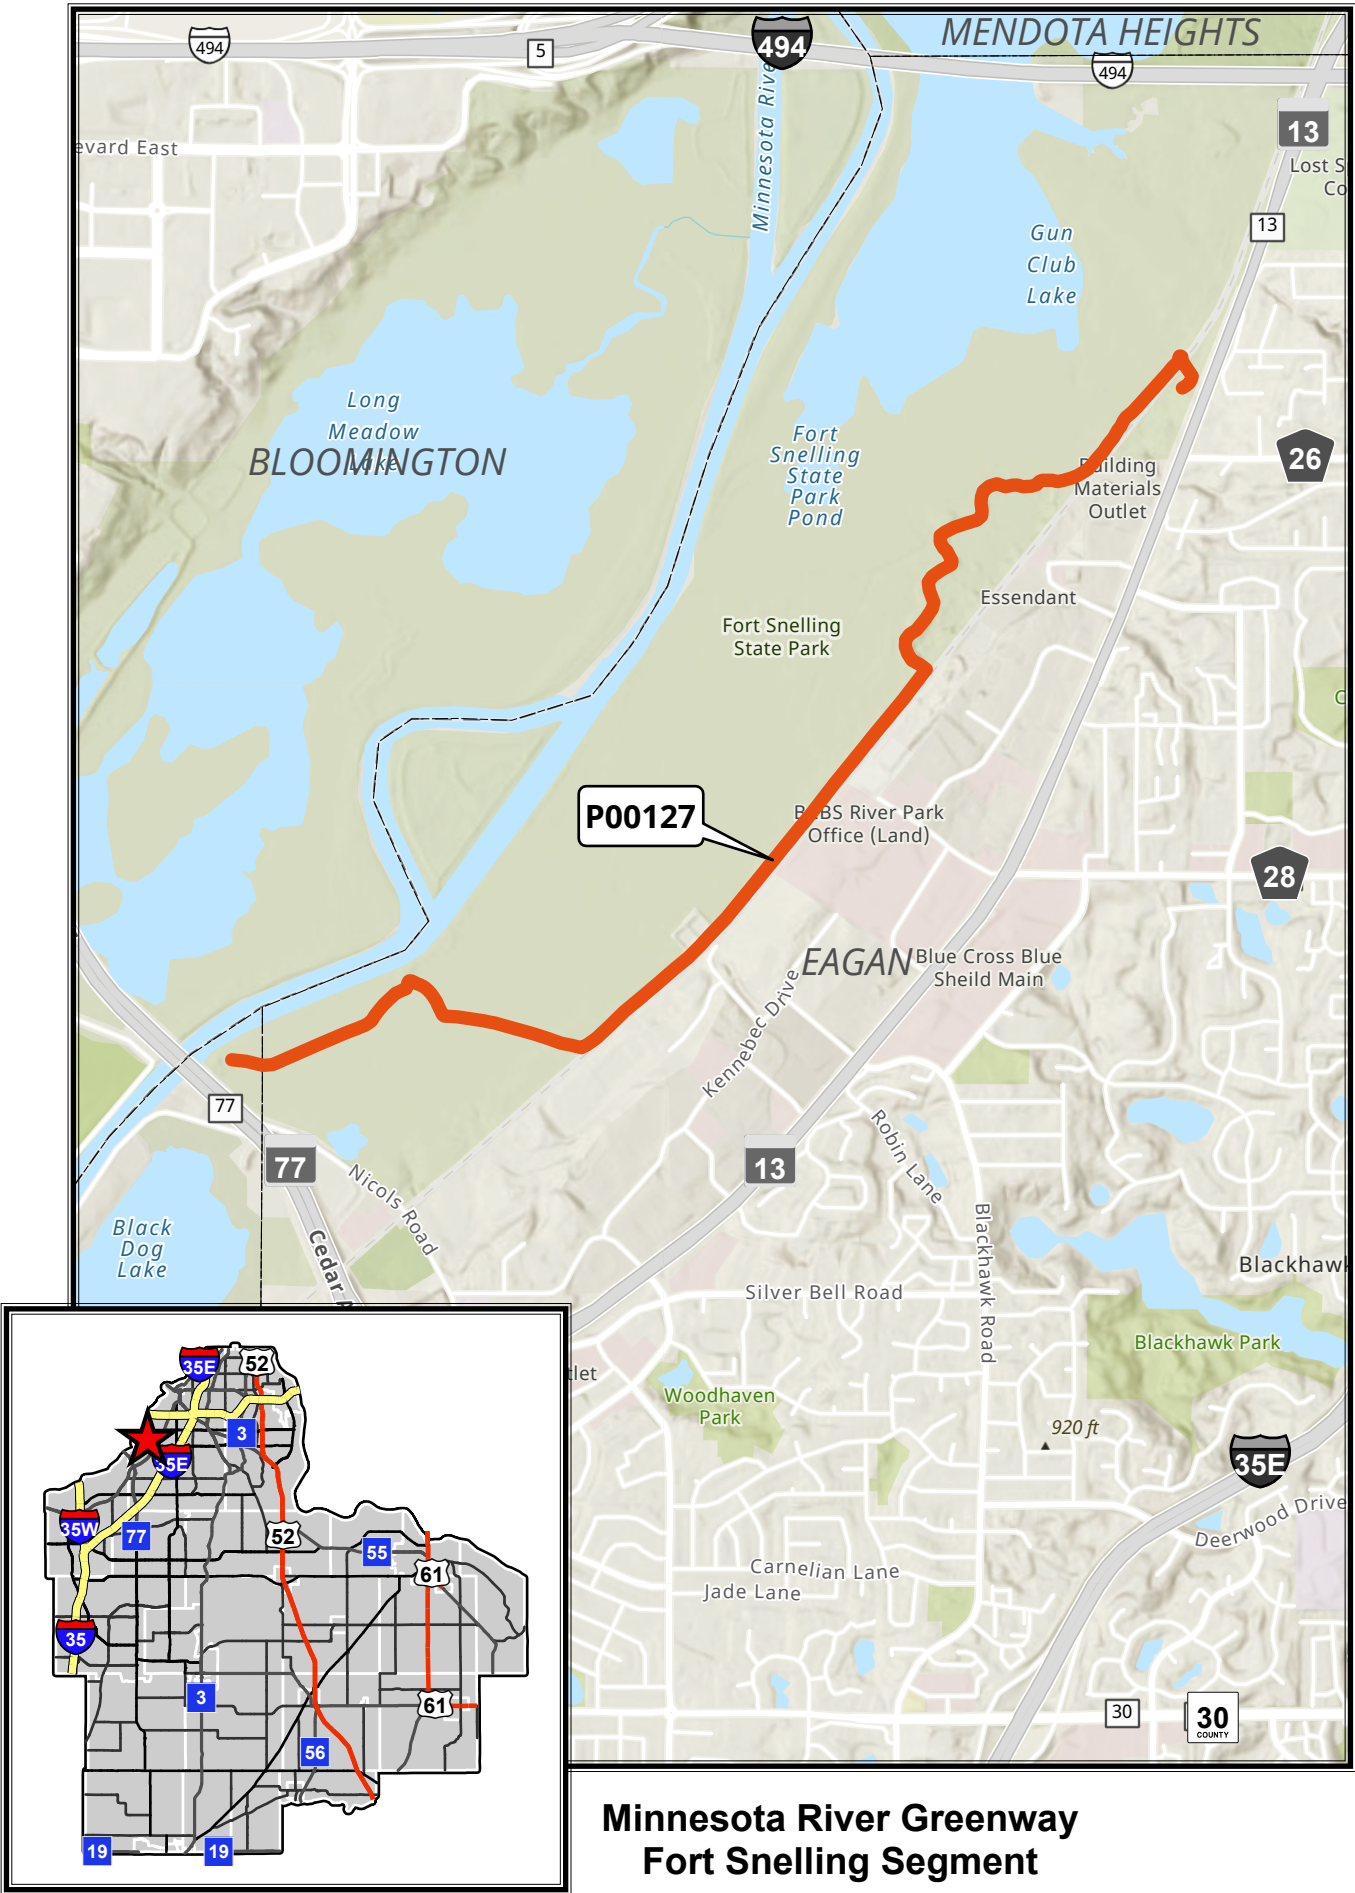 MENDOTA HEIGHTS
494
5
494
494
13
Minnesota River
evard East
Lost S
Co
13
Gun
Club
Lake
Long
Meadow
Lake
BLOOMINGTON
Fort
Snelling
State
Park
Pond
Building
Materials
Outlet
26
Essendant
Fort Snelling
State Park
C
P00127
BCBS River Park
Office (Land)
28
EAGAN
Blue Cross Blue
Sheild Main
Kennebec Drive
77
77
13
Robin Lane
Nicols Road
Black
Dog
Lake
Cedar A
Blackhawk Road
Blackhawk
Silver Bell Road
Blackhawk Park
tlet
Woodhaven
Park
920 ft
35E
Deerwood Drive
Carnelian Lane
Jade Lane
30
30
COUNTY
35E
52
3
35E
35W
77
52
55
61
35
3
61
56
19
19
Minnesota River Greenway
Fort Snelling Segment